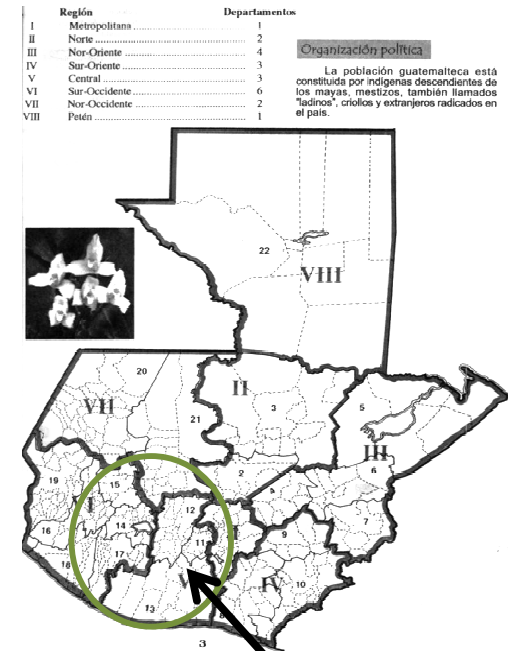 Región Departamentos
I Metropolitana 1
II Norte 2
III Nor-Oriente 4
IV Sur-Oriente 3
V Central 3
VI Sur-Occidente 6
VII Nor-Occidente 2
VIII Petén 1
Organización política
La población guatemalteca está
constituida por indígenas descendientes de
los mayas, mestizos, también llamados
"ladinos", criollos y extranjeros radicados en
el país.
22
VIII
20
VII
II
3
21
5
III
6
2
19
15
VI
12
14
11
16
17
18
7
9
IV
10
V
13
8
3